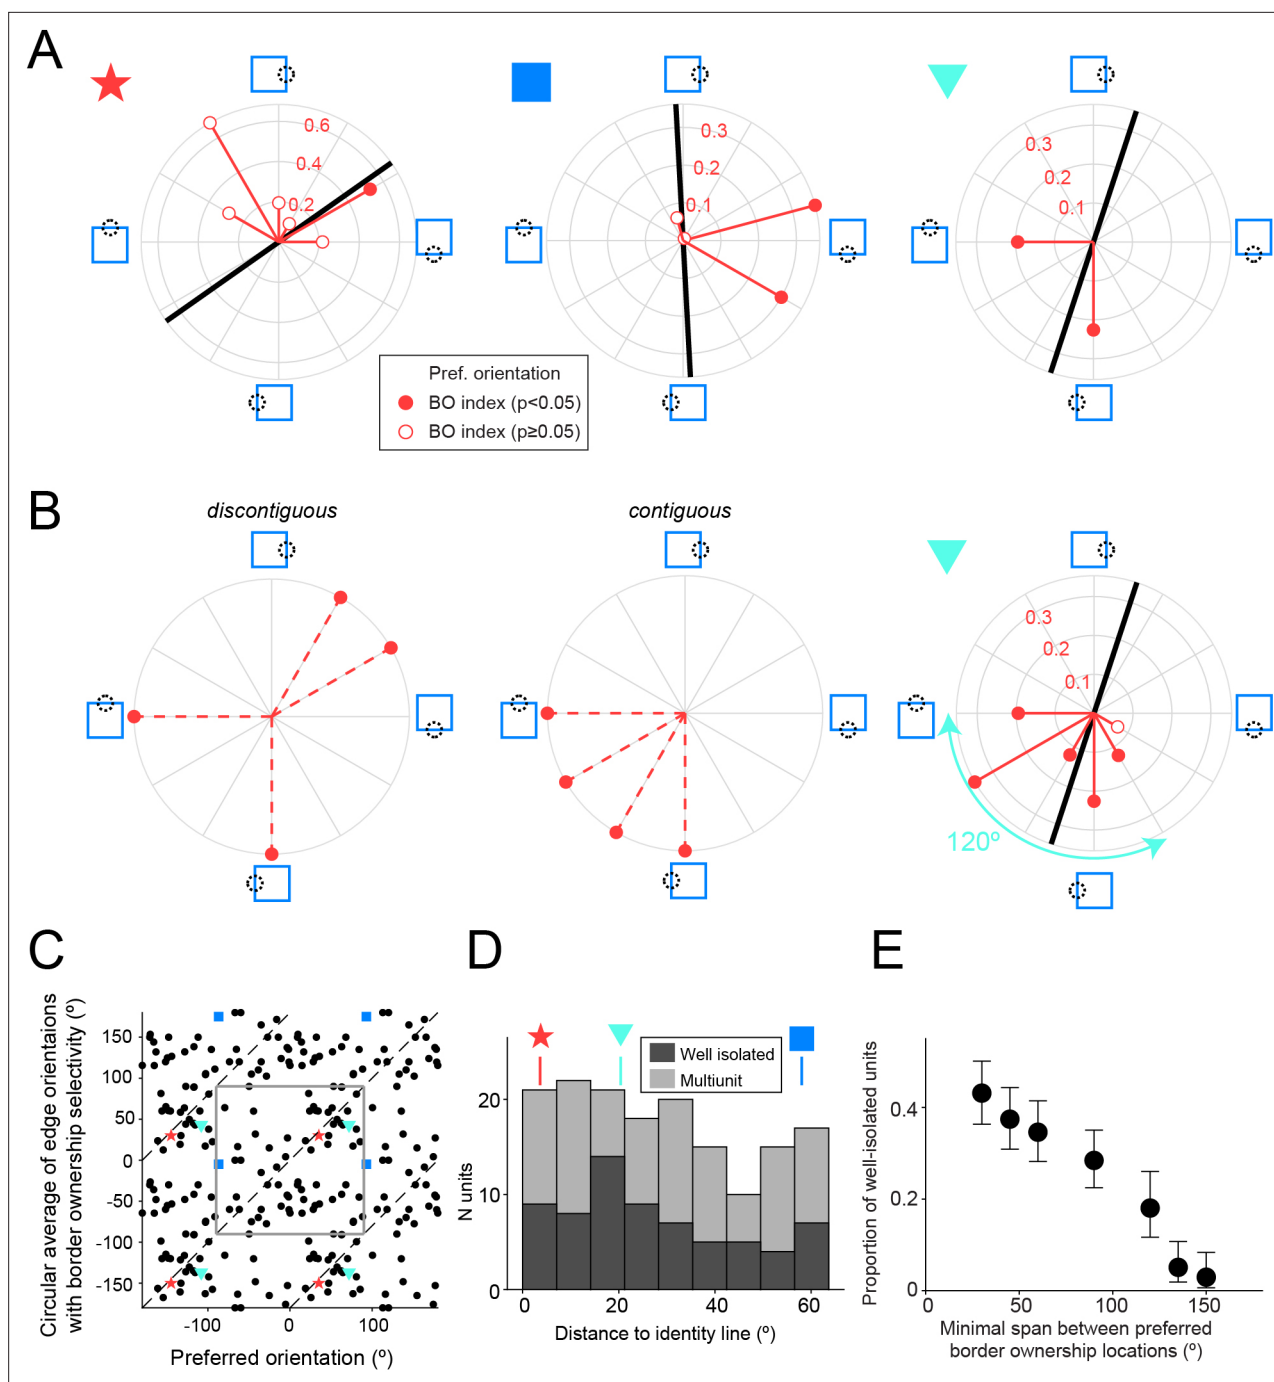 A
0.6
0.4
0.2
0.3
0.2
0.1
0.3
0.2
0.1
Pref. orientation
BO index (p<0.05)
BO index (p≥0.05)
B
discontiguous
contiguous
0.3
0.2
0.1
120º
C
Circular average of edge orientaions
with border ownership selectivity (º)
150
100
50
0
-50
-100
-150
-100
0
100
Preferred orientation (º)
D
Well isolated
Multiunit
N units
20
10
0
0
20
40
60
Distance to identity line (º)
E
Proportion of well-isolated units
0.4
0.2
0
0
50
100
150
Minimal span between preferred
border ownership locations (º)